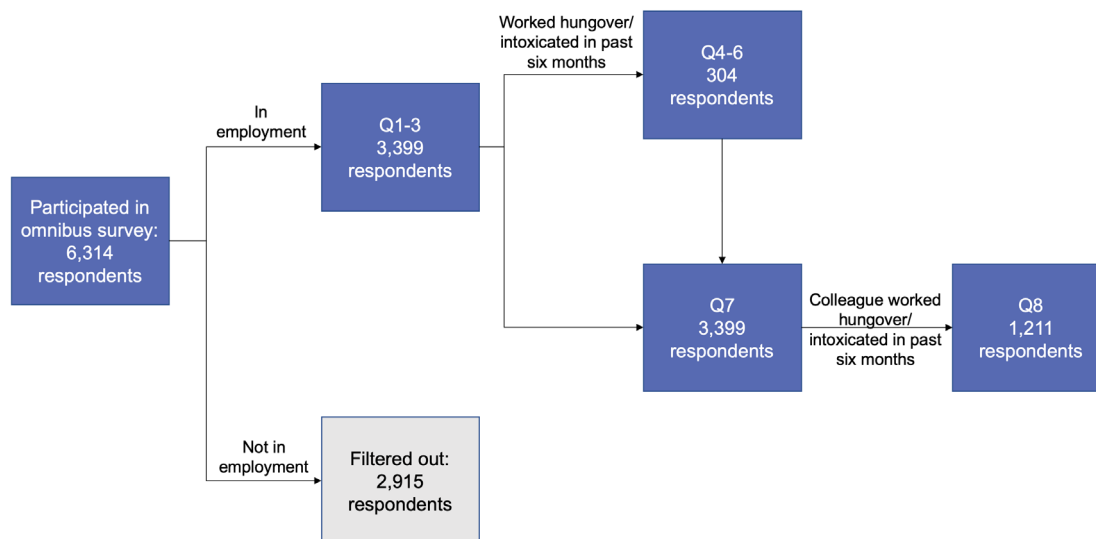 Participated in
omnibus survey:
6,314
respondents
In
employment
Q1-3
3,399
respondents
Worked hungover/
intoxicated in past
six months
Q4-6
304
respondents
Q7
3,399
respondents
Colleague worked
hungover/
intoxicated in past
six months
Q8
1,211
respondents
Not in
employment
Filtered out:
2,915
respondents